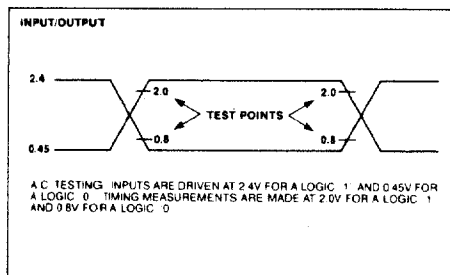 INPUT/OUTPUT
2.4
2.0
2.0
TEST POINTS
0.8
0.8
0.45
A C TESTING INPUTS ARE DRIVEN AT 2 4V FOR A LOGIC 1 AND 0 45V FOR
A LOGIC 0 TIMING MEASUREMENTS ARE MADE AT 2 0V FOR A LOGIC 1
AND 0 8V FOR A LOGIC 0